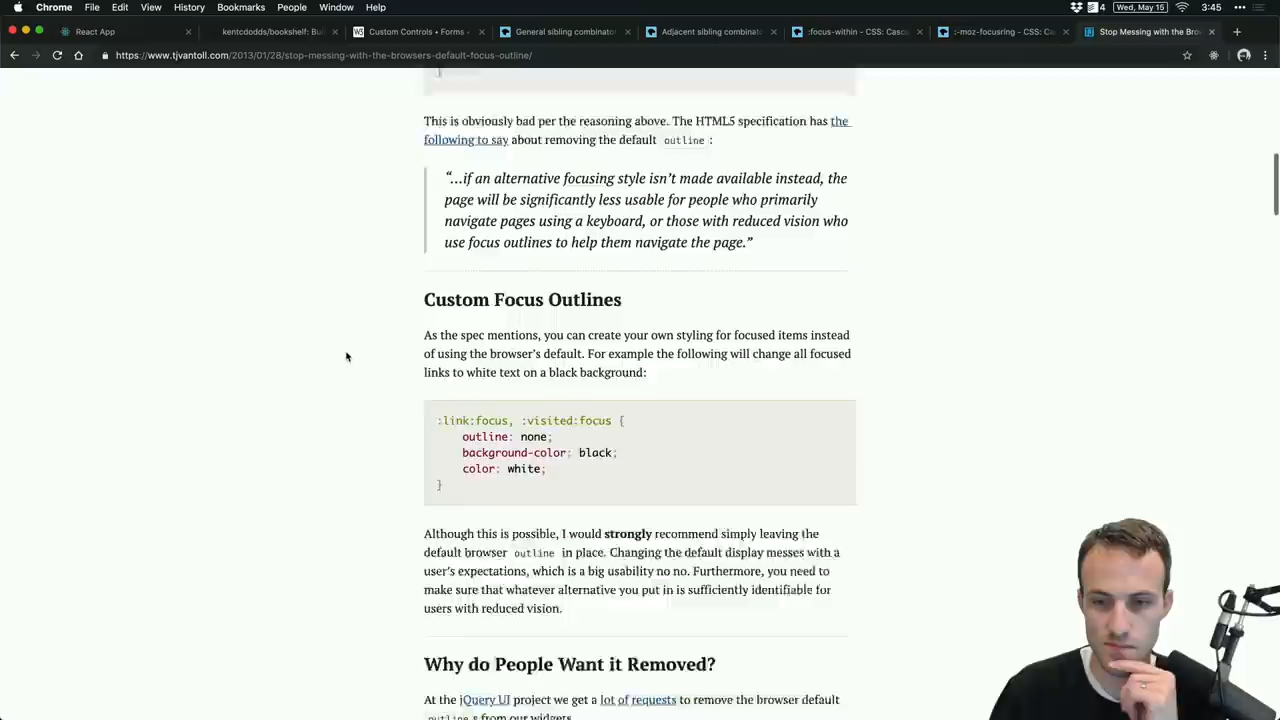 Chrome File Edit View History Bookmarks People Window Help 4 Wed, May 15 3:45
React App
kentcdodds/bookshelf: Bui
Custom Controls • Forms •
General sibling combinato
Adjacent sibling combinat
:focus-within - CSS: Casca
:-moz-focusring - CSS: Ca
Stop Messing with the Bro
https://www.tjvantoll.com/2013/01/28/stop-messing-with-the-browsers-default-focus-outline/
}
This is obviously bad per the reasoning above. The HTML5 specification has the
following to say about removing the default outline :
“…if an alternative focusing style isn’t made available instead, the
page will be significantly less usable for people who primarily
navigate pages using a keyboard, or those with reduced vision who
use focus outlines to help them navigate the page.”
Custom Focus Outlines
As the spec mentions, you can create your own styling for focused items instead
of using the browser’s default. For example the following will change all focused
links to white text on a black background:
:link:focus, :visited:focus {
outline: none;
background-color: black;
color: white;
}
Although this is possible, I would strongly recommend simply leaving the
default browser outline in place. Changing the default display messes with a
user’s expectations, which is a big usability no no. Furthermore, you need to
make sure that whatever alternative you put in is sufficiently identifiable for
users with reduced vision.
Why do People Want it Removed?
At the jQuery UI project we get a lot of requests to remove the browser default
outline s from our widgets.